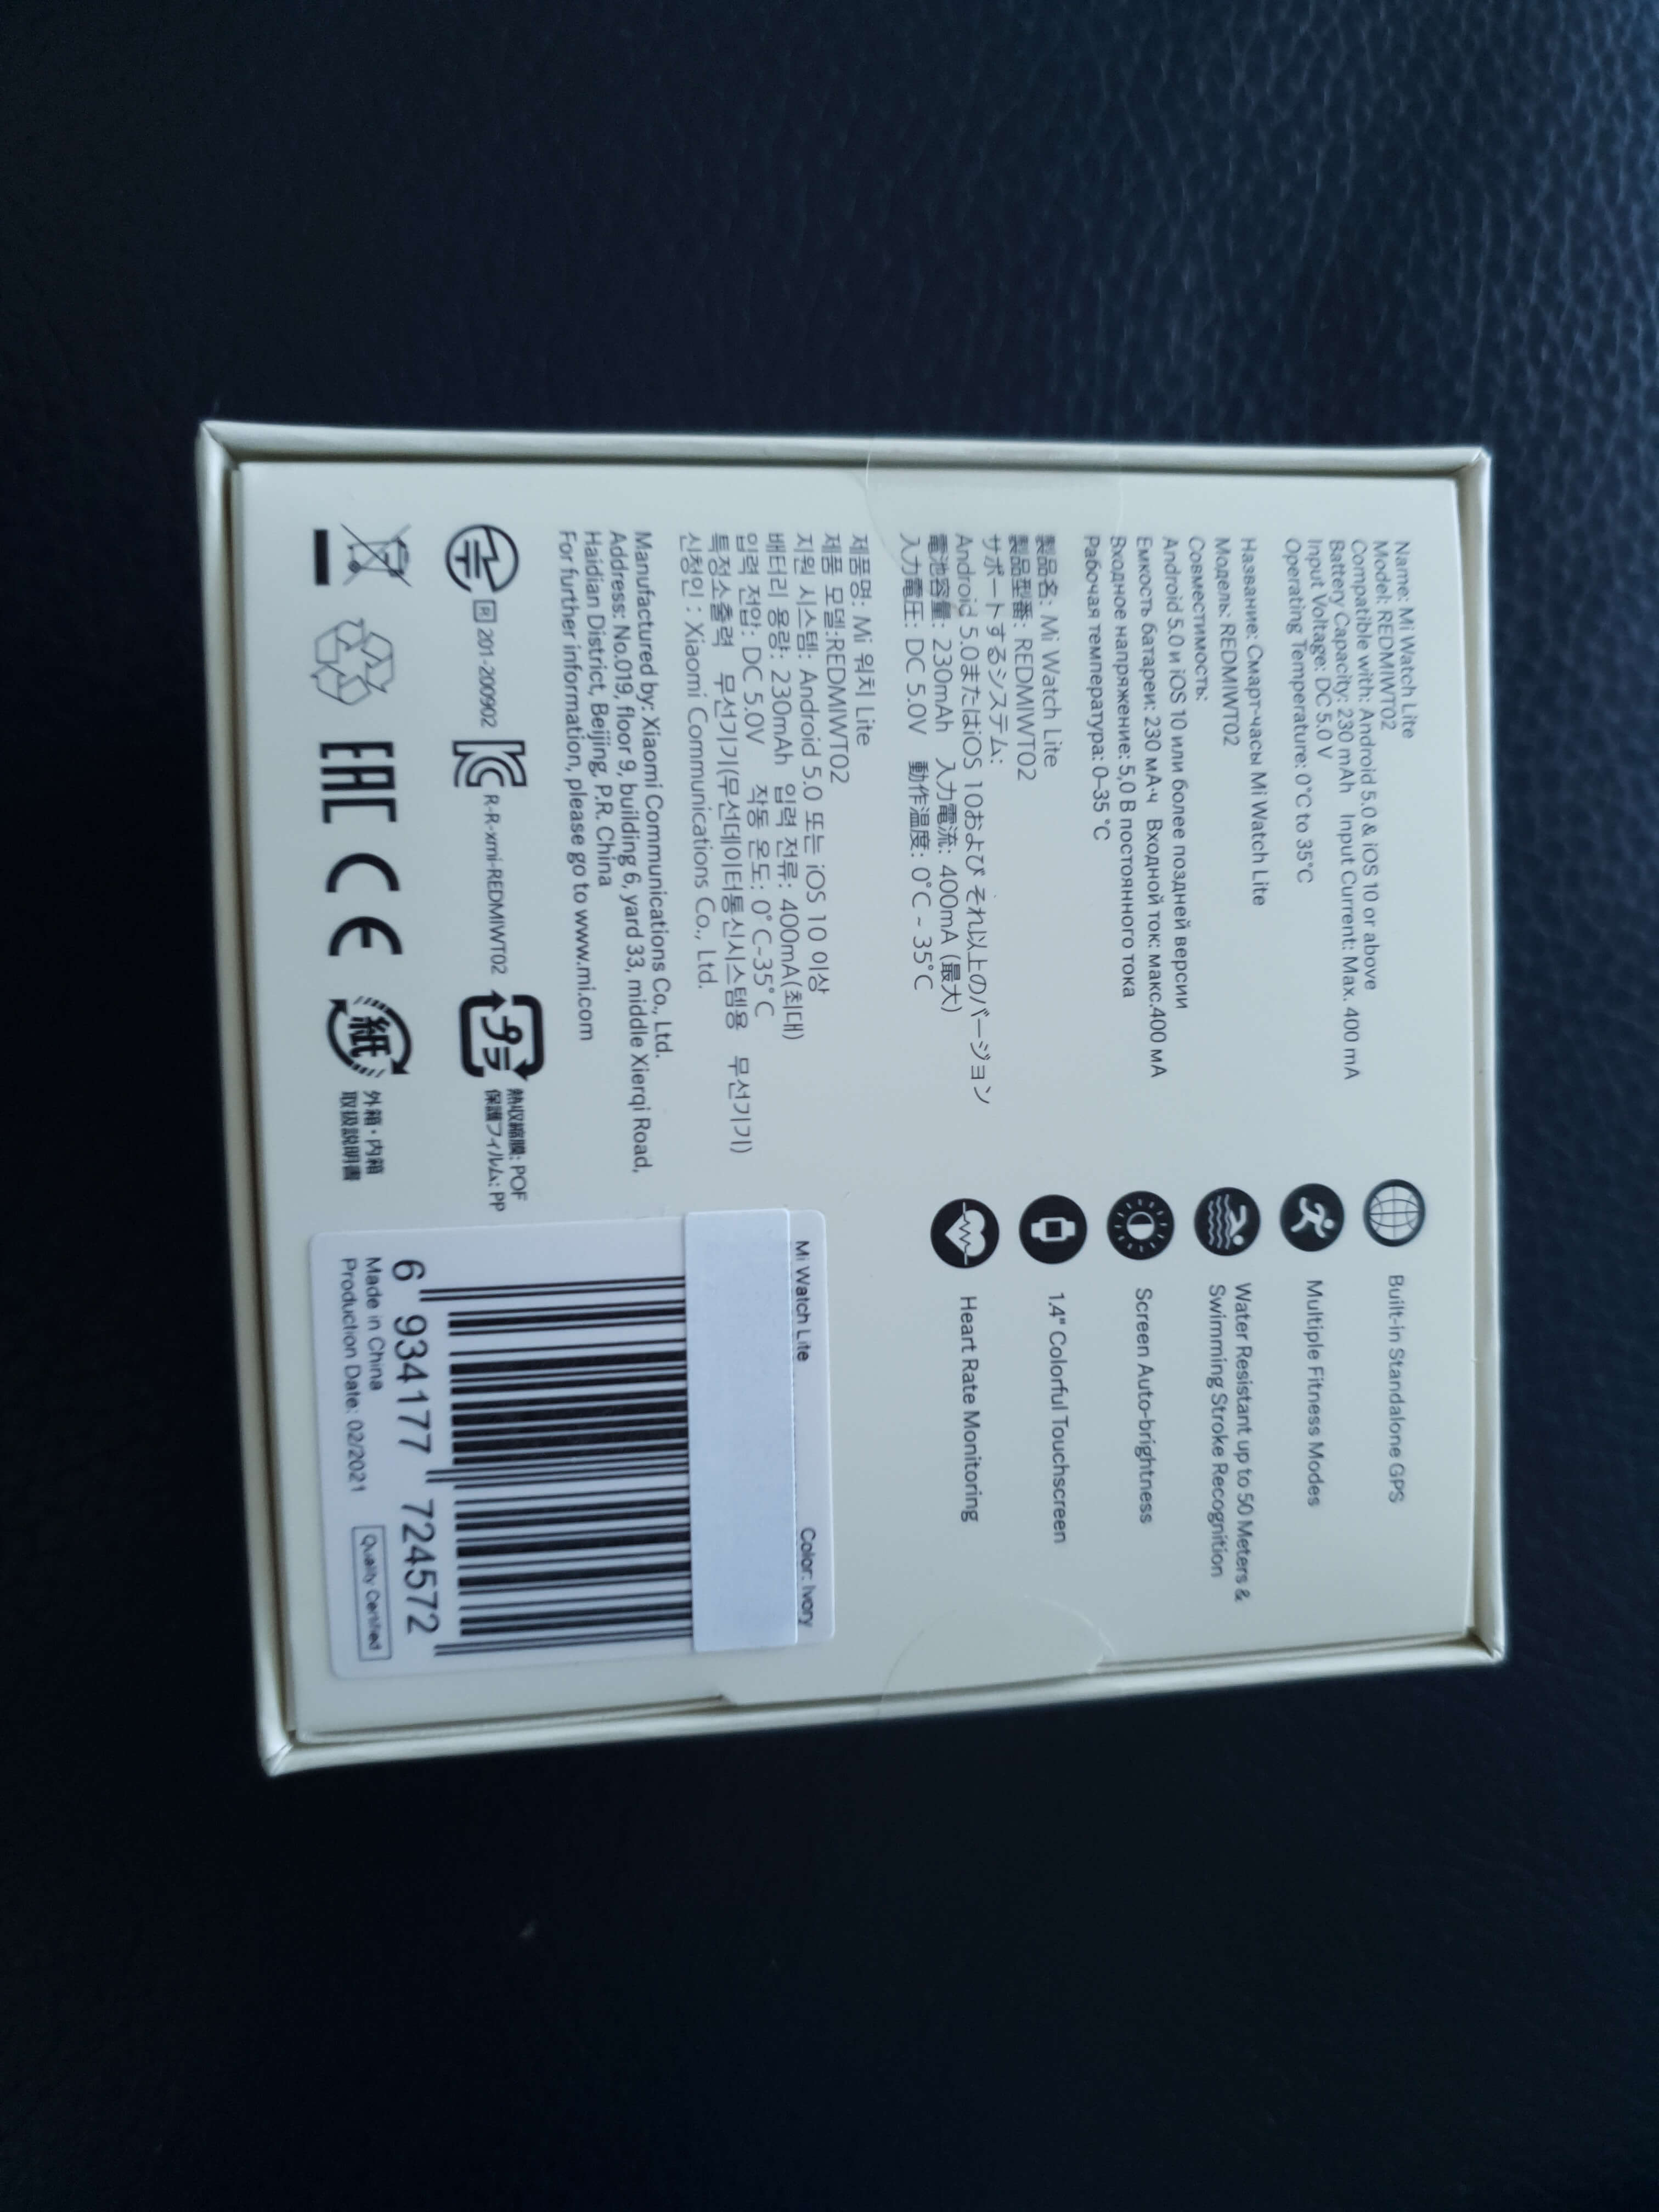 Name: Mi Watch Lite
Model: REDMIWT02
Compatible with: Android 5.0 & iOS 10 or above
Battery Capacity: 230 mAh Input Current: Max. 400 mA
Input Voltage: DC 5.0 V
Operating Temperature: 0°C to 35°C
Название: Смарт-часы Mi Watch Lite
Модель: REDMIWT02
Совместимость:
Android 5.0 и iOS 10 или более поздней версии
Емкость батареи: 230 мА·ч Входной ток: макс.400 мА
Входное напряжение: 5,0 В постоянного тока
Рабочая температура: 0–35 °C
製品名: Mi Watch Lite
製品型番: REDMIWT02
サポートするシステム:
Android 5.0またはiOS 10および それ以上のバージョン
電池容量: 230mAh 入力電流: 400mA (最大)
入力電圧: DC 5.0V 動作温度: 0°C ~ 35°C
제품명: Mi 워치 Lite
제품 모델:REDMIWT02
지원 시스템: Android 5.0 또는 iOS 10 이상
배터리 용량: 230mAh 입력 전류: 400mA(최대)
입력 전압: DC 5.0V 작동 온도: 0° C~35° C
특정소출력 무선기기(무선데이터통신시스템용 무선기기)
신청인 : Xiaomi Communications Co., Ltd.
Manufactured by: Xiaomi Communications Co., Ltd.
Address: No.019, floor 9, building 6, yard 33, middle Xierqi Road,
Haidian District, Beijing, P.R. China
For further information, please go to www.mi.com
R 201-200902
R-R-xmi-REDMIWT02
プラ
熱収縮膜: POF
保護フィルム: PP
EAC
CE
紙
外箱・内箱
取扱説明書
Built-in Standalone GPS
Multiple Fitness Modes
Water Resistant up to 50 Meters &
Swimming Stroke Recognition
Screen Auto-brightness
1.4" Colorful Touchscreen
Heart Rate Monitoring
Mi Watch Lite Color: Ivory
6 934177 724572
Made in China
Production Date: 02/2021
Quality Certified